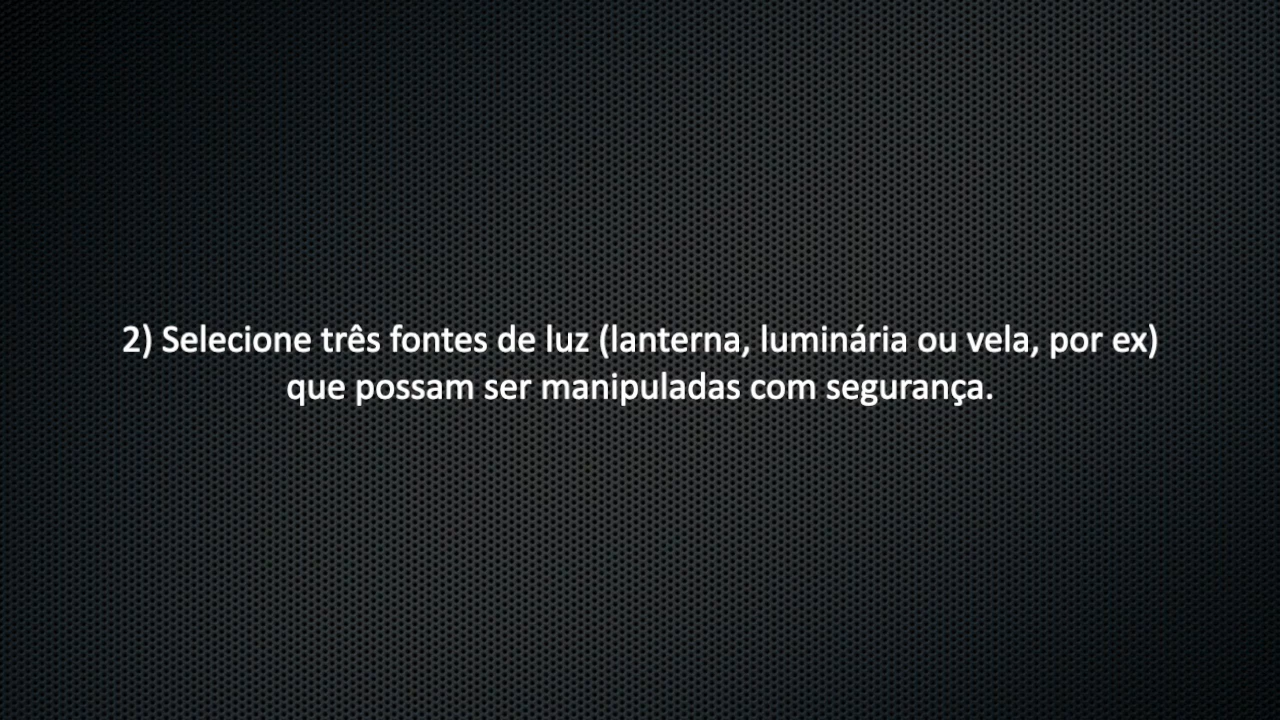 2) Selecione três fontes de luz (lanterna, luminária ou vela, por ex)
que possam ser manipuladas com segurança.